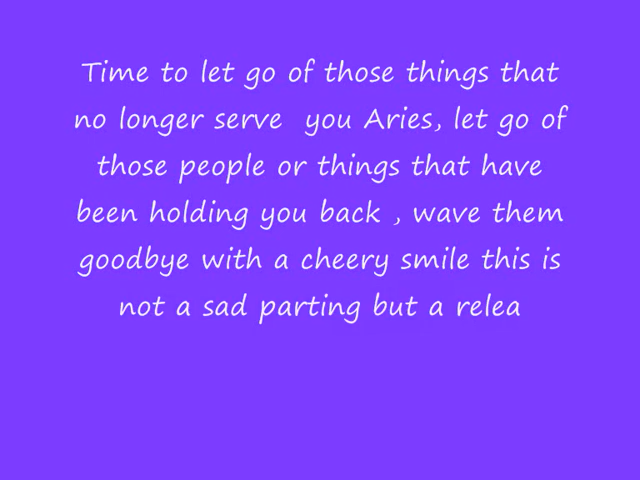 Time to let go of those things that
no longer serve  you Aries, let go of
those people or things that have
been holding you back , wave them
goodbye with a cheery smile this is
not a sad parting but a relea